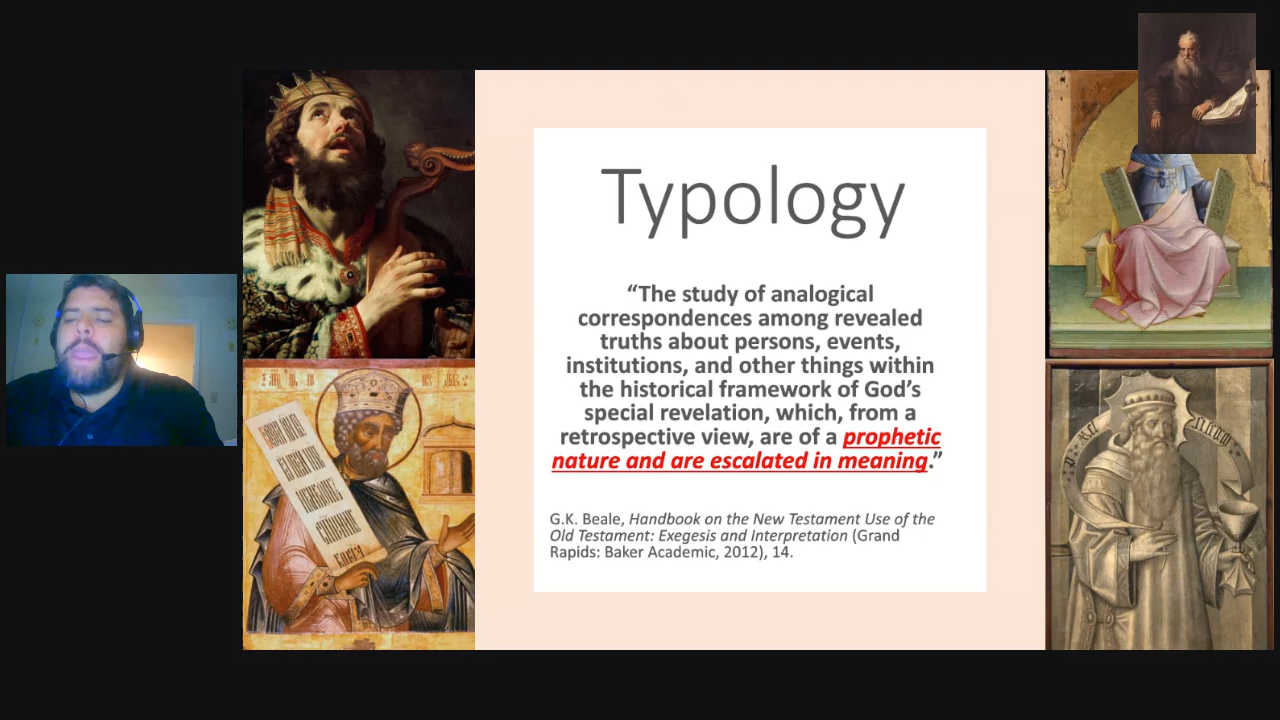 Typology
“The study of analogical
correspondences among revealed
truths about persons, events,
institutions, and other things within
the historical framework of God’s
special revelation, which, from a
retrospective view, are of a prophetic
nature and are escalated in meaning.”
G.K. Beale, Handbook on the New Testament Use of the
Old Testament: Exegesis and Interpretation (Grand
Rapids: Baker Academic, 2012), 14.